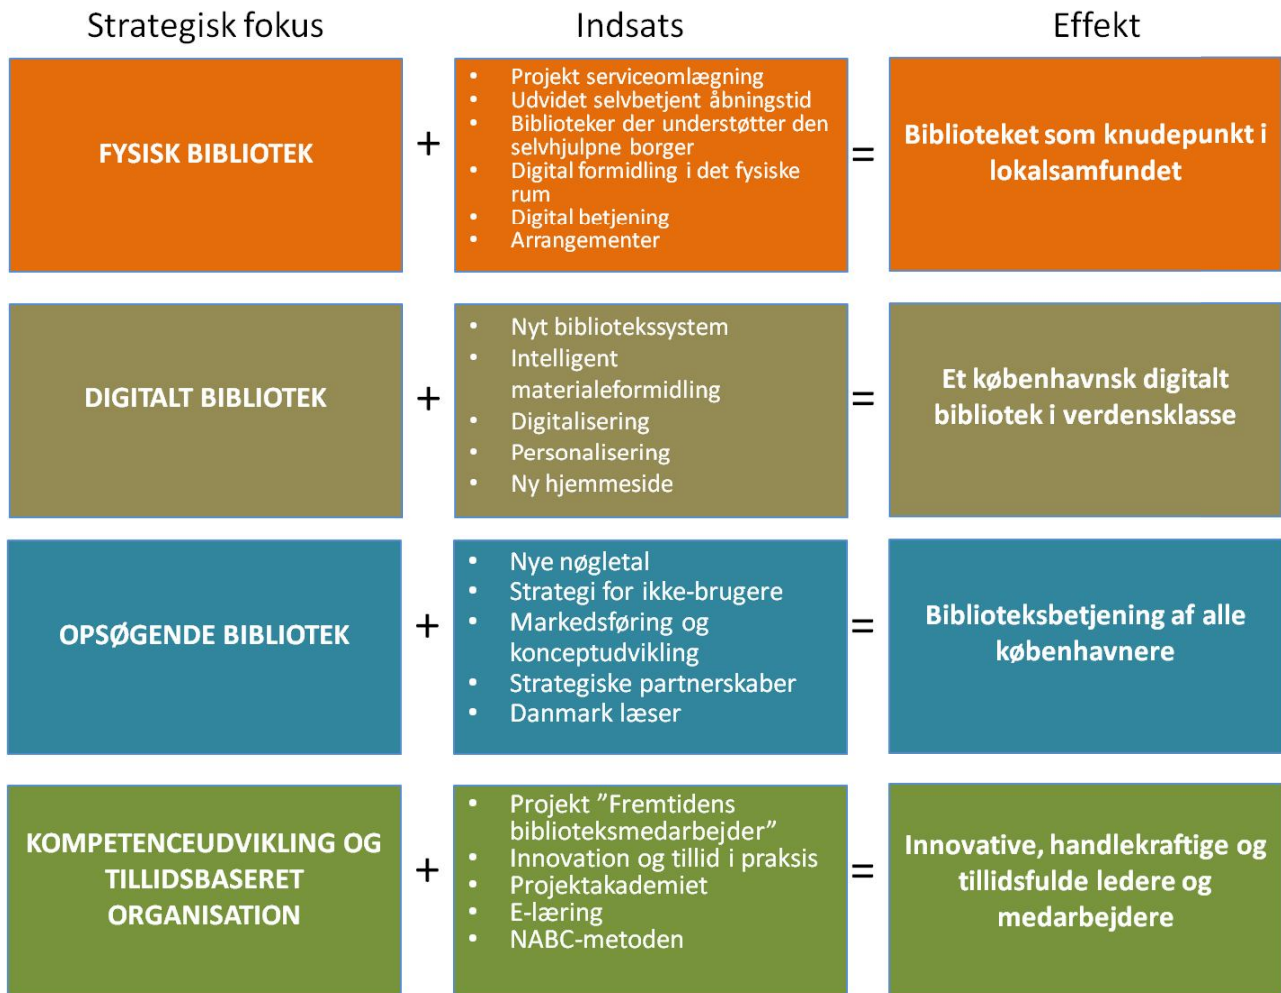 Strategisk fokus
Indsats
Effekt
FYSISK BIBLIOTEK
+
• Projekt serviceomlægning
• Udvidet selvbetjent åbningstid
• Biblioteker der understøtter den
selvhjulpne borger
• Digital formidling i det fysiske
rum
• Digital betjening
• Arrangementer
=
Biblioteket som knudepunkt i
lokalsamfundet
DIGITALT BIBLIOTEK
+
• Nyt bibliotekssystem
• Intelligent
materialeformidling
• Digitalisering
• Personalisering
• Ny hjemmeside
=
Et københavnsk digitalt
bibliotek i verdensklasse
OPSØGENDE BIBLIOTEK
+
• Nye nøgletal
• Strategi for ikke-brugere
• Markedsføring og
konceptudvikling
• Strategiske partnerskaber
• Danmark læser
=
Biblioteksbetjening af alle
københavnere
KOMPETENCEUDVIKLING OG
TILLIDSBASERET
ORGANISATION
+
• Projekt ”Fremtidens
biblioteksmedarbejder”
• Innovation og tillid i praksis
• Projektakademiet
• E-læring
• NABC-metoden
=
Innovative, handlekraftige og
tillidsfulde ledere og
medarbejdere